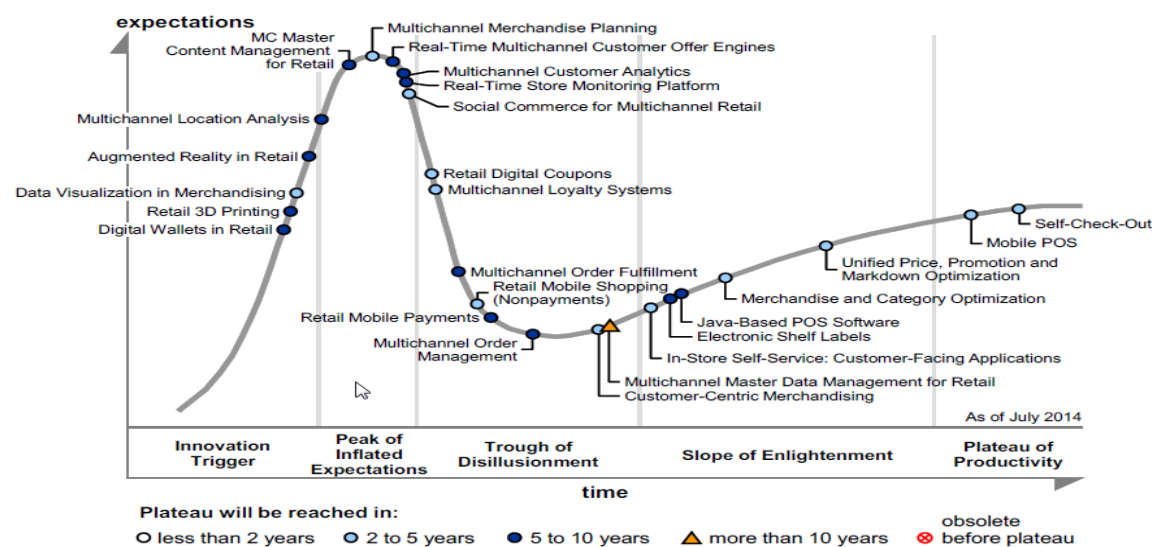 expectations
MC Master
Content Management
for Retail
Multichannel Merchandise Planning
Real-Time Multichannel Customer Offer Engines
Multichannel Customer Analytics
Real-Time Store Monitoring Platform
Social Commerce for Multichannel Retail
Multichannel Location Analysis
Augmented Reality in Retail
Data Visualization in Merchandising
Retail 3D Printing
Digital Wallets in Retail
Retail Digital Coupons
Multichannel Loyalty Systems
Multichannel Order Fulfillment
Retail Mobile Shopping
(Nonpayments)
Retail Mobile Payments
Multichannel Order
Management
Self-Check-Out
Mobile POS
Unified Price, Promotion and
Markdown Optimization
Merchandise and Category Optimization
Java-Based POS Software
Electronic Shelf Labels
In-Store Self-Service: Customer-Facing Applications
Multichannel Master Data Management for Retail
Customer-Centric Merchandising
As of July 2014
Innovation
Trigger
Peak of
Inflated
Expectations
Trough of
Disillusionment
Slope of Enlightenment
Plateau of
Productivity
time
Plateau will be reached in:
less than 2 years
2 to 5 years
5 to 10 years
more than 10 years
obsolete
before plateau